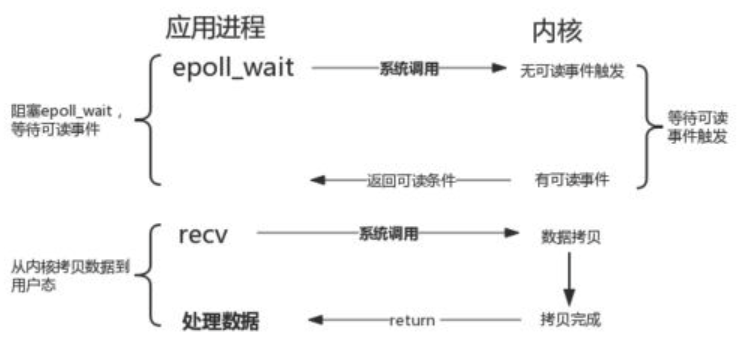 应用进程
内核
epoll_wait
系统调用
无可读事件触发
阻塞epoll_wait，
等待可读事件
等待可读
事件触发
返回可读条件
有可读事件
recv
系统调用
数据拷贝
从内核拷贝数据到
用户态
处理数据
return
拷贝完成